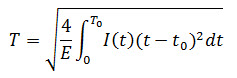 T = √(4/E ∫₀^T₀ I(t)(t − t₀)² dt)